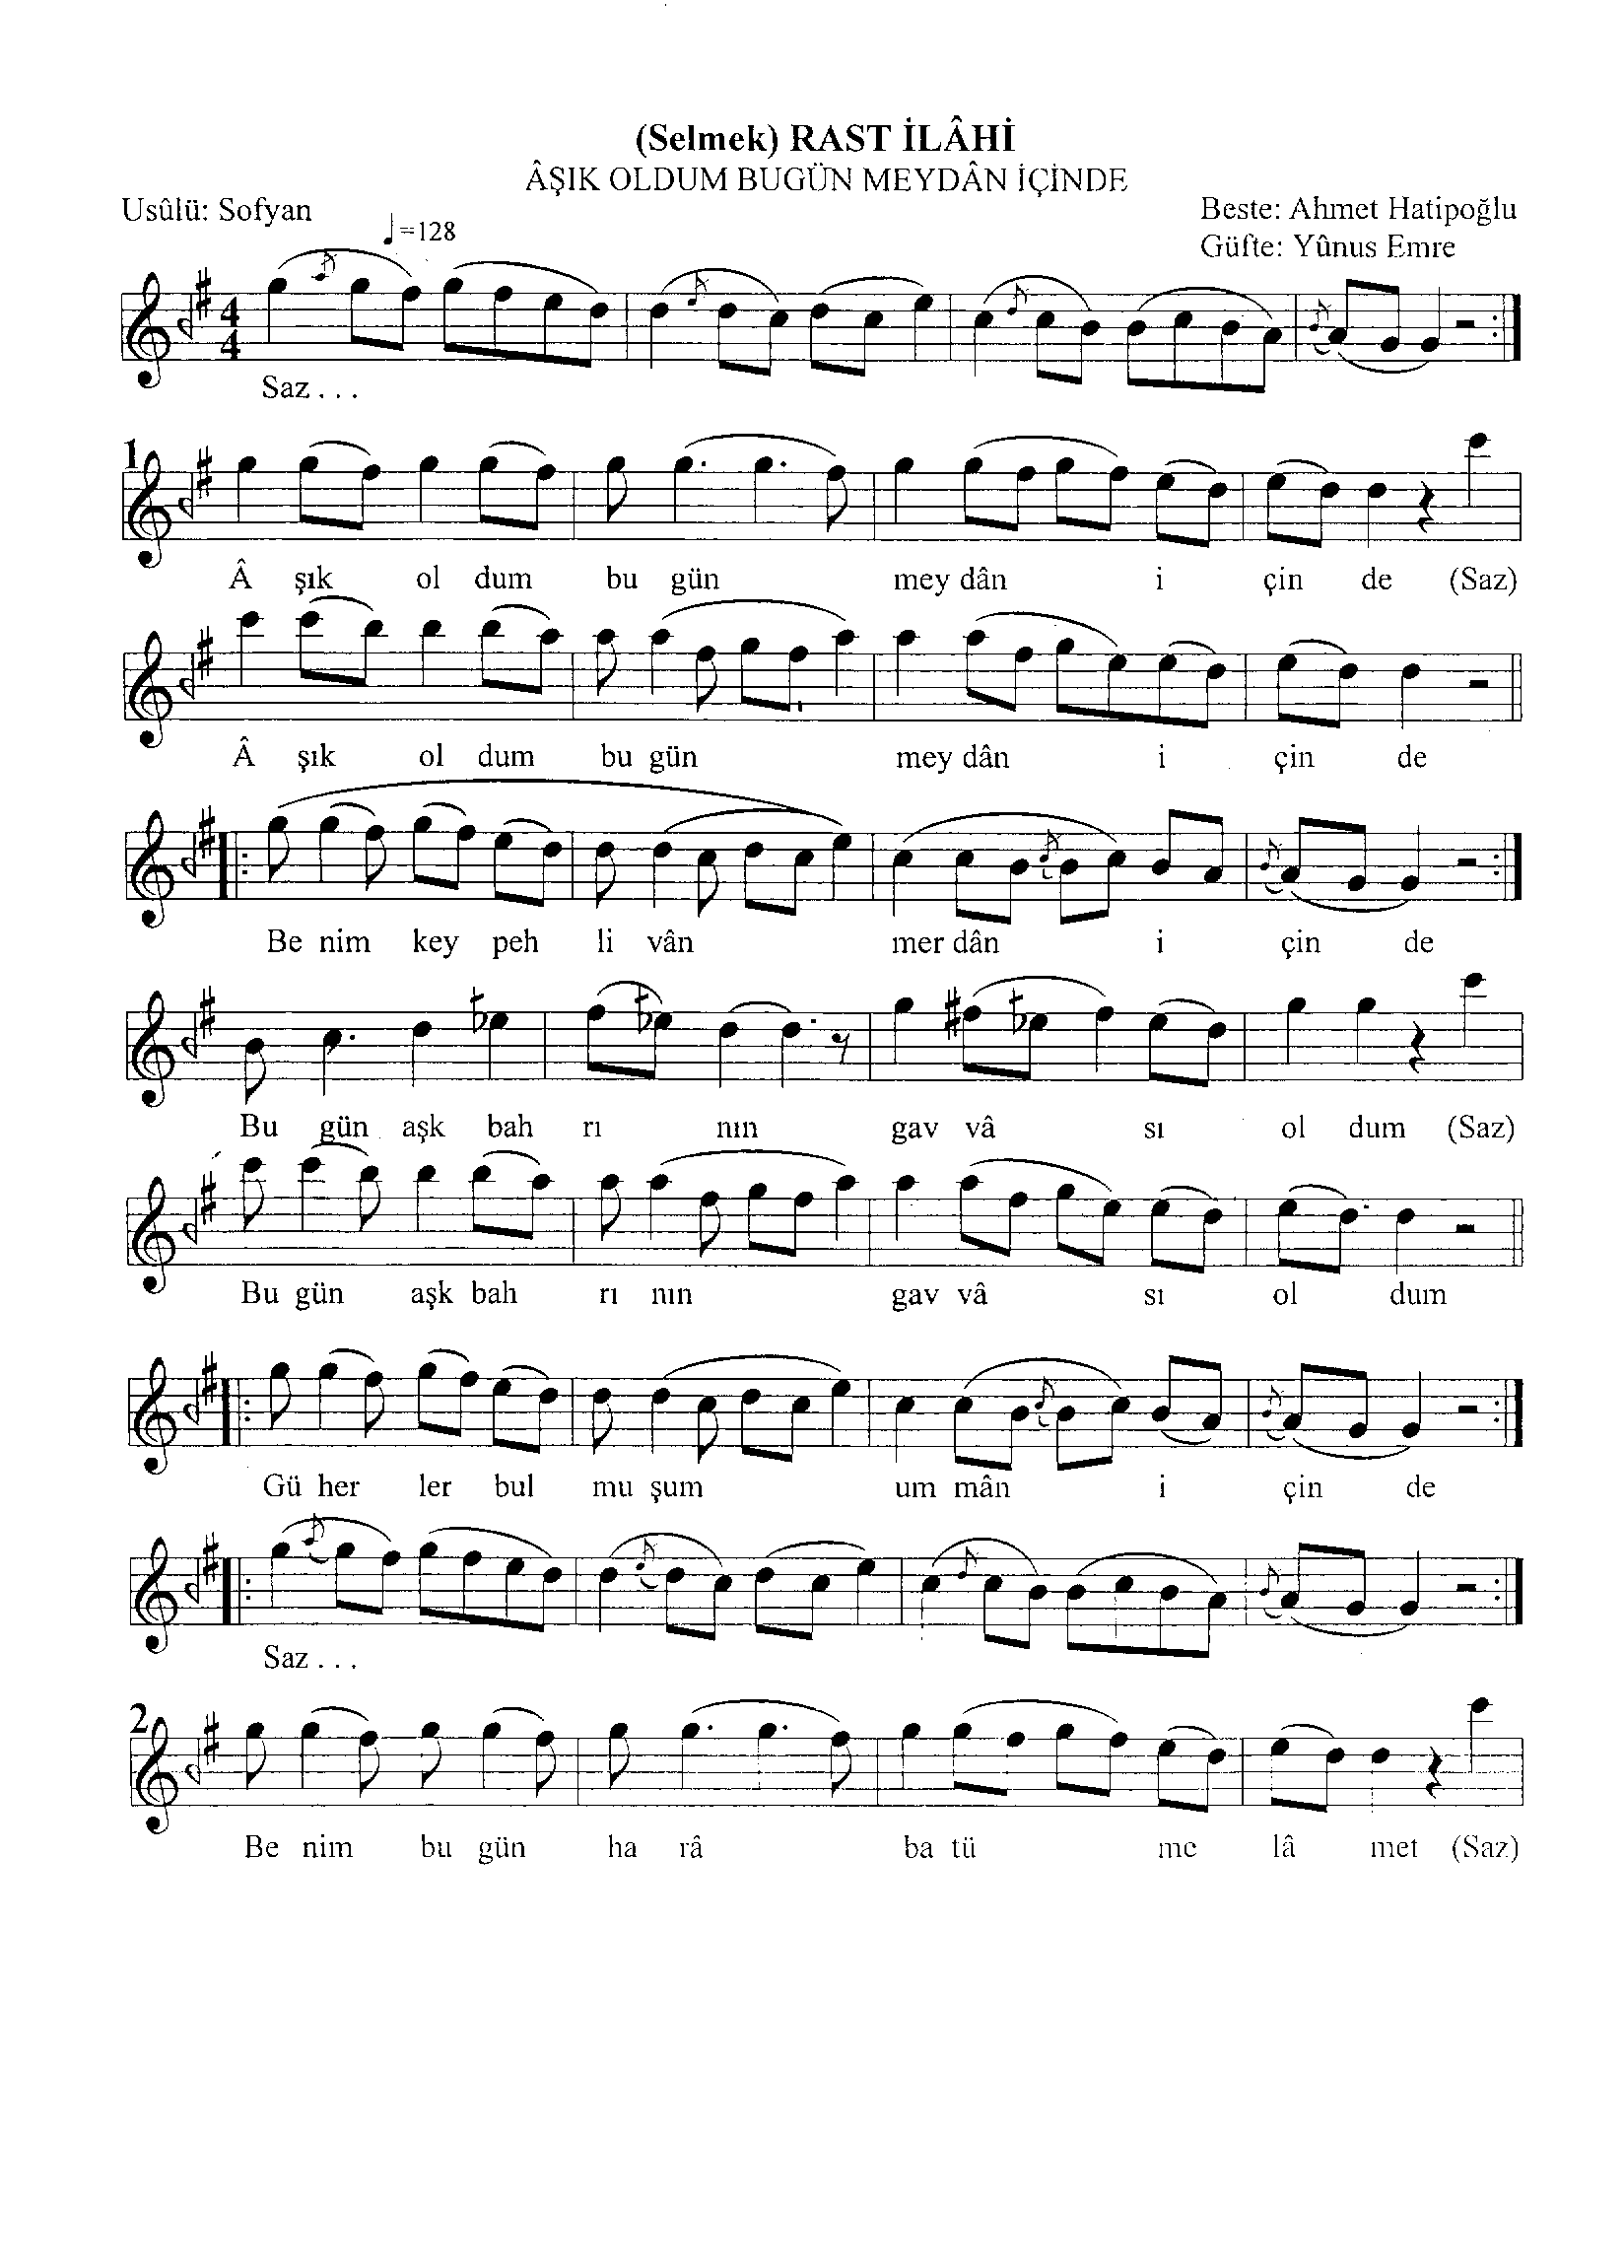 (Selmek) RAST İLÂHİ
ÂŞIK OLDUM BUGÜN MEYDÂN İÇİNDE
Usûlü: Sofyan
Beste: Ahmet Hatipoğlu
=128
Güfte: Yûnus Emre
4
4
Saz . . .
1
 şık ol dum bu gün mey dân i çin de (Saz)
 şık ol dum bu gün mey dân i çin de
Be nim key peh li vân mer dân i çin de
Bu gün aşk bah rı nın gav vâ sı ol dum (Saz)
Bu gün aşk bah rı nın gav vâ sı ol dum
Gü her ler bul mu şum um mân i çin de
Saz . . .
2
Be nim bu gün ha râ ba tü me lâ met (Saz)